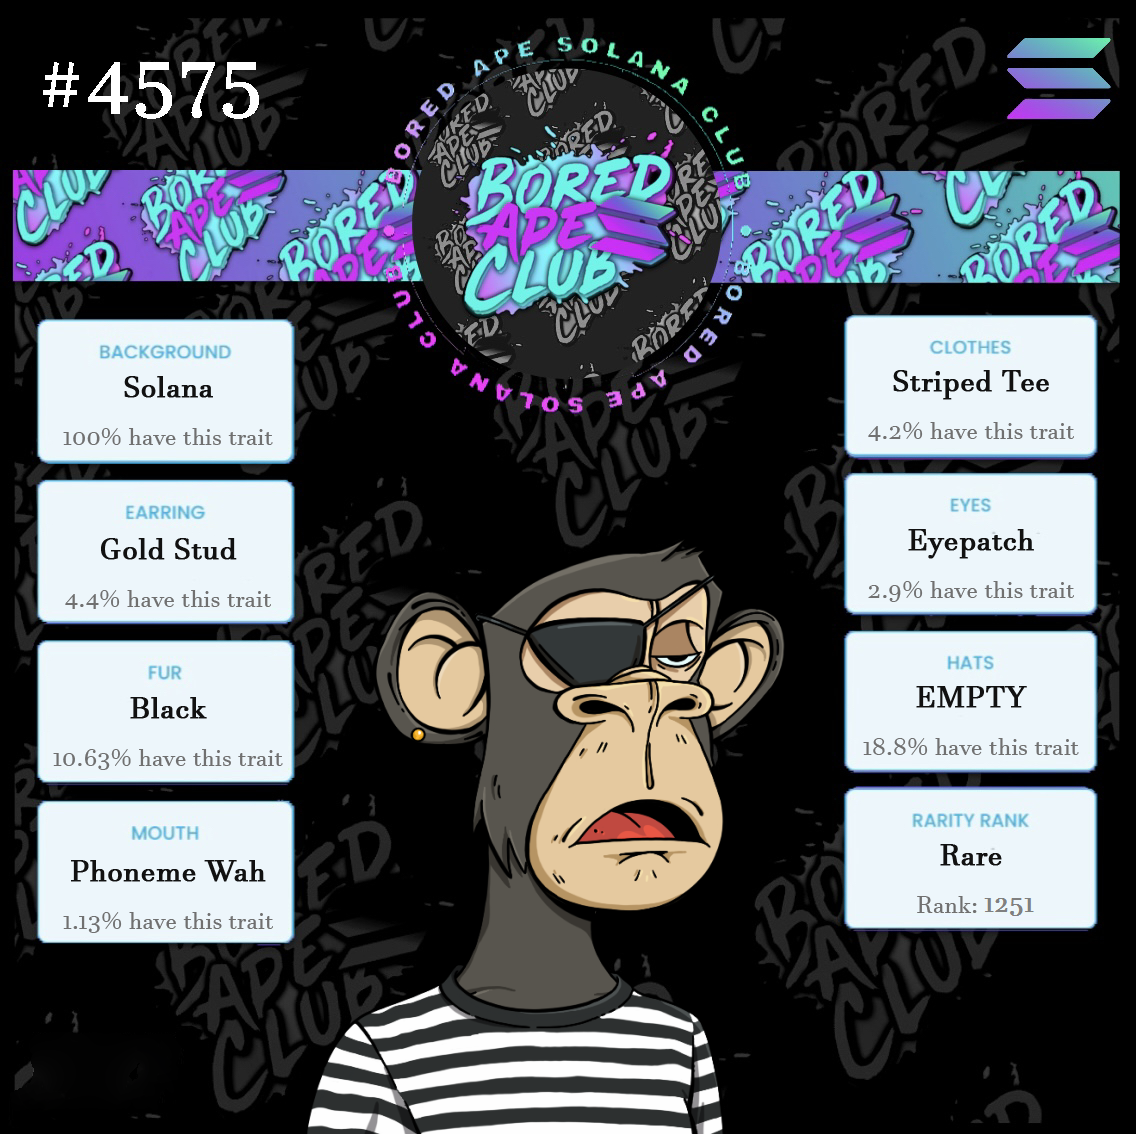 #4575
BORED APE SOLANA CLUB
BORED
APE
CLUB
BORED APE SOLANA CLUB
BACKGROUND
Solana
100% have this trait
EARRING
Gold Stud
4.4% have this trait
FUR
Black
10.63% have this trait
MOUTH
Phoneme Wah
1.13% have this trait
CLOTHES
Striped Tee
4.2% have this trait
EYES
Eyepatch
2.9% have this trait
HATS
EMPTY
18.8% have this trait
RARITY RANK
Rare
Rank: 1251